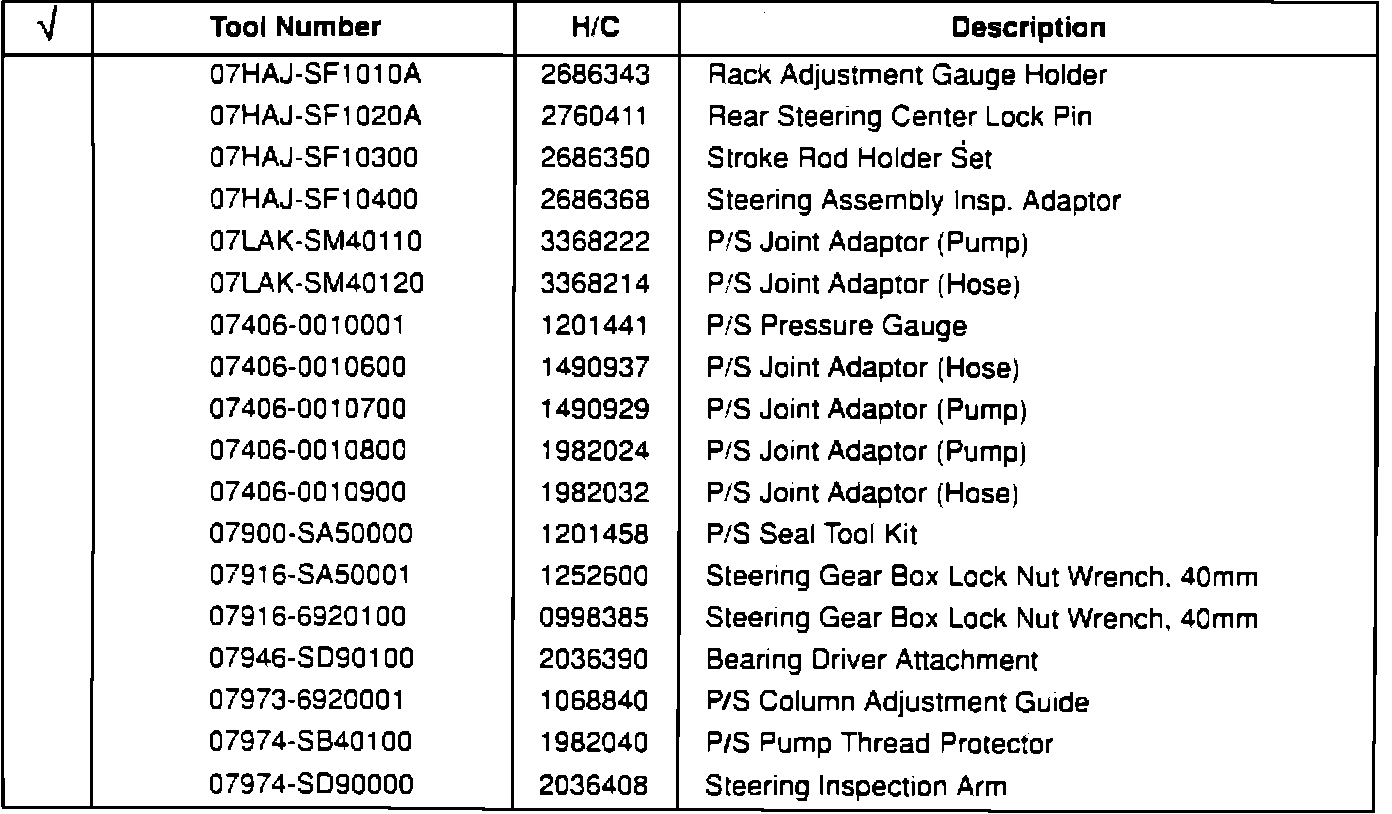 √ Tool Number H/C Description
07HAJ-SF1010A 2686343 Rack Adjustment Gauge Holder
07HAJ-SF1020A 2760411 Rear Steering Center Lock Pin
07HAJ-SF10300 2686350 Stroke Rod Holder Set
07HAJ-SF10400 2686368 Steering Assembly Insp. Adaptor
07LAK-SM40110 3368222 P/S Joint Adaptor (Pump)
07LAK-SM40120 3368214 P/S Joint Adaptor (Hose)
07406-0010001 1201441 P/S Pressure Gauge
07406-0010600 1490937 P/S Joint Adaptor (Hose)
07406-0010700 1490929 P/S Joint Adaptor (Pump)
07406-0010800 1982024 P/S Joint Adaptor (Pump)
07406-0010900 1982032 P/S Joint Adaptor (Hose)
07900-SA50000 1201458 P/S Seal Tool Kit
07916-SA50001 1252600 Steering Gear Box Lock Nut Wrench, 40mm
07916-6920100 0998385 Steering Gear Box Lock Nut Wrench, 40mm
07946-SD90100 2036390 Bearing Driver Attachment
07973-6920001 1068840 P/S Column Adjustment Guide
07974-SB40100 1982040 P/S Pump Thread Protector
07974-SD90000 2036408 Steering Inspection Arm